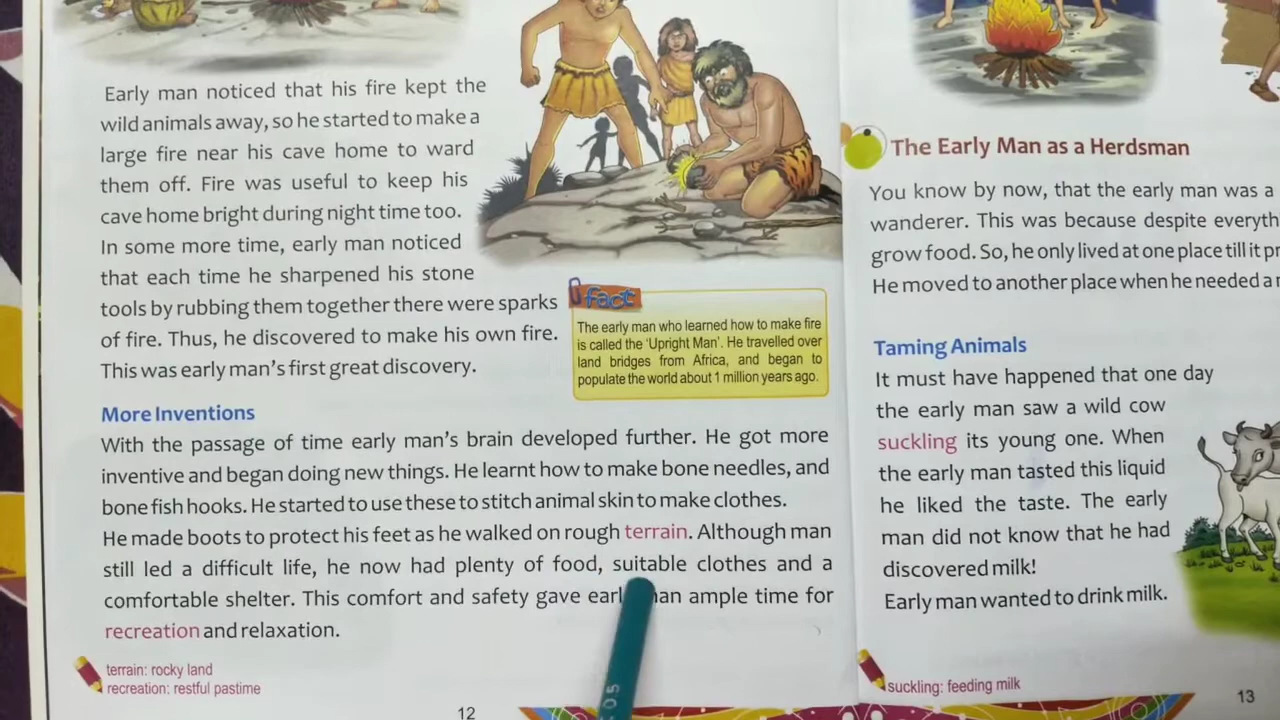 Early man noticed that his fire kept the
wild animals away, so he started to make a
large fire near his cave home to ward
them off. Fire was useful to keep his
cave home bright during night time too.
In some more time, early man noticed
that each time he sharpened his stone
tools by rubbing them together there were sparks
of fire. Thus, he discovered to make his own fire.
This was early man's first great discovery.
fact
The early man who learned how to make fire
is called the 'Upright Man'. He travelled over
land bridges from Africa, and began to
populate the world about 1 million years ago.
More Inventions
With the passage of time early man's brain developed further. He got more
inventive and began doing new things. He learnt how to make bone needles, and
bone fish hooks. He started to use these to stitch animal skin to make clothes.
He made boots to protect his feet as he walked on rough terrain. Although man
still led a difficult life, he now had plenty of food, suitable clothes and a
comfortable shelter. This comfort and safety gave ample time for
recreation and relaxation.
terrain: rocky land
recreation: restful pastime
12
The Early Man as a Herdsman
You know by now, that the early man was a
wanderer. This was because despite
grow food. So, he only lived at one place till it
He moved to another place when he needed a
Taming Animals
It must have happened that one day
the early man saw a wild cow
suckling its young one. When
the early man tasted this liquid
he liked the taste. The early
man did not know that he had
discovered milk!
Early man wanted to drink milk.
suckling: feeding milk
13